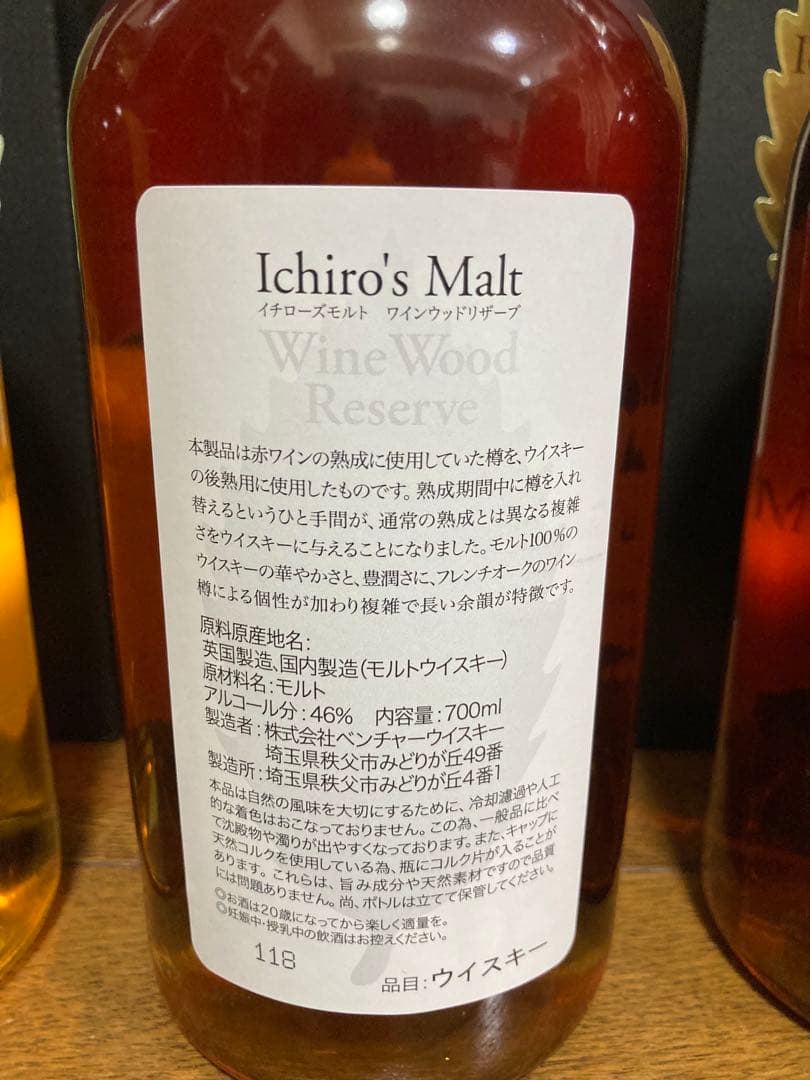 Ichiro's Malt
イチローズモルト　ワインウッドリザーブ
Wine Wood
Reserve
本製品は赤ワインの熟成に使用していた樽を、ウイスキー
の後熟用に使用したものです。熟成期間中に樽を入れ
替えるというひと手間が、通常の熟成とは異なる複雑
さをウイスキーに与えることになりました。モルト100%の
ウイスキーの華やかさと、豊潤さに、フレンチオークのワイン
樽による個性が加わり複雑で長い余韻が特徴です。
原料原産地名：
英国製造、国内製造（モルトウイスキー）
原材料名：モルト
アルコール分：46%　内容量：700ml
製造者：株式会社ベンチャーウイスキー
埼玉県秩父市みどりが丘49番
製造所：埼玉県秩父市みどりが丘4番1
本品は自然の風味を大切にするために、冷却濾過や人工
的な着色はおこなっておりません。この為、一般品に比べ
て沈殿物や濁りが出やすくなっております。また、キャップに
天然コルクを使用している為、瓶にコルク片が入ることが
あります。これらは、旨み成分や天然素材ですので品質
には問題ありません。尚、ボトルは立てて保管してください。
◎お酒は20歳になってから楽しく適量を。
◎妊娠中・授乳中の飲酒はお控えください。
118
品目：ウイスキー